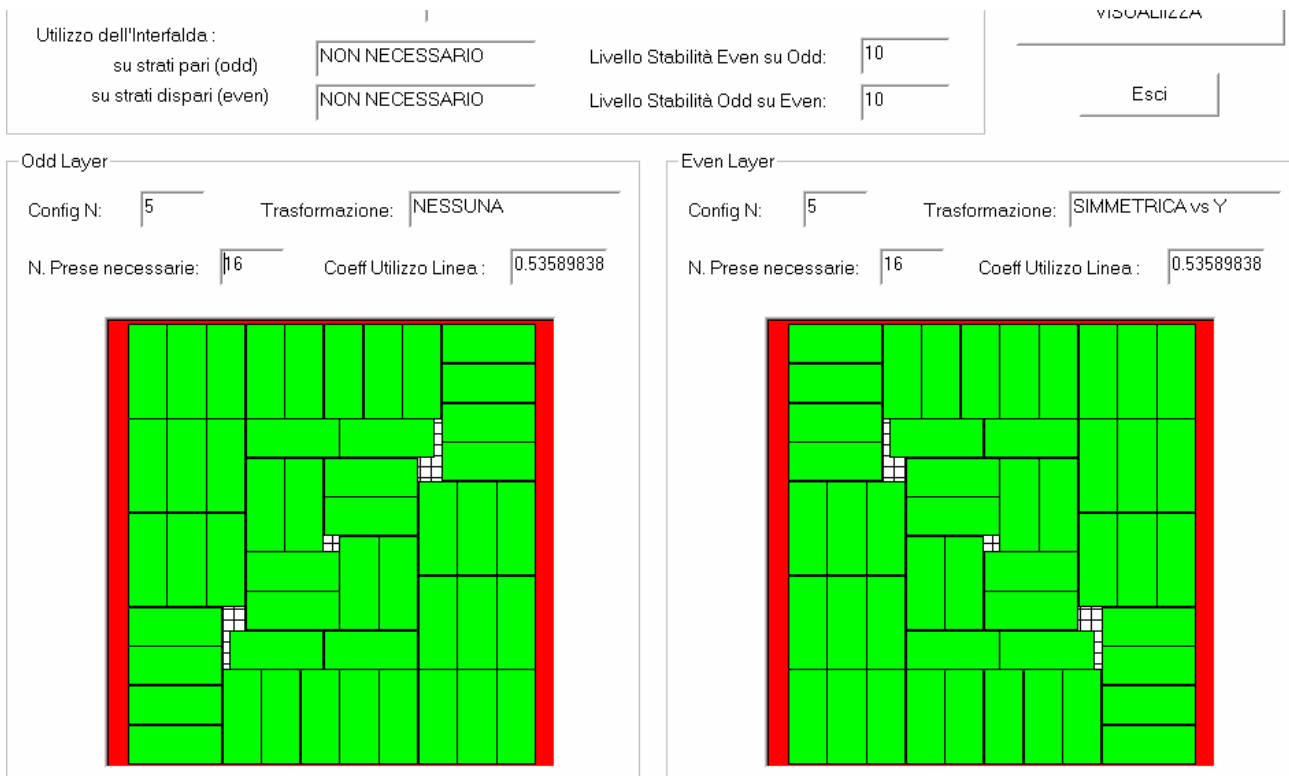 VISUALIIZZA
Utilizzo dell'Interfalda :
su strati pari (odd) NON NECESSARIO Livello Stabilità Even su Odd: 10
su strati dispari (even) NON NECESSARIO Livello Stabilità Odd su Even: 10
Esci
Odd Layer
Config N: 5 Trasformazione: NESSUNA
N. Prese necessarie: 16 Coeff Utilizzo Linea : 0.53589838
Even Layer
Config N: 5 Trasformazione: SIMMETRICA vs Y
N. Prese necessarie: 16 Coeff Utilizzo Linea : 0.53589838